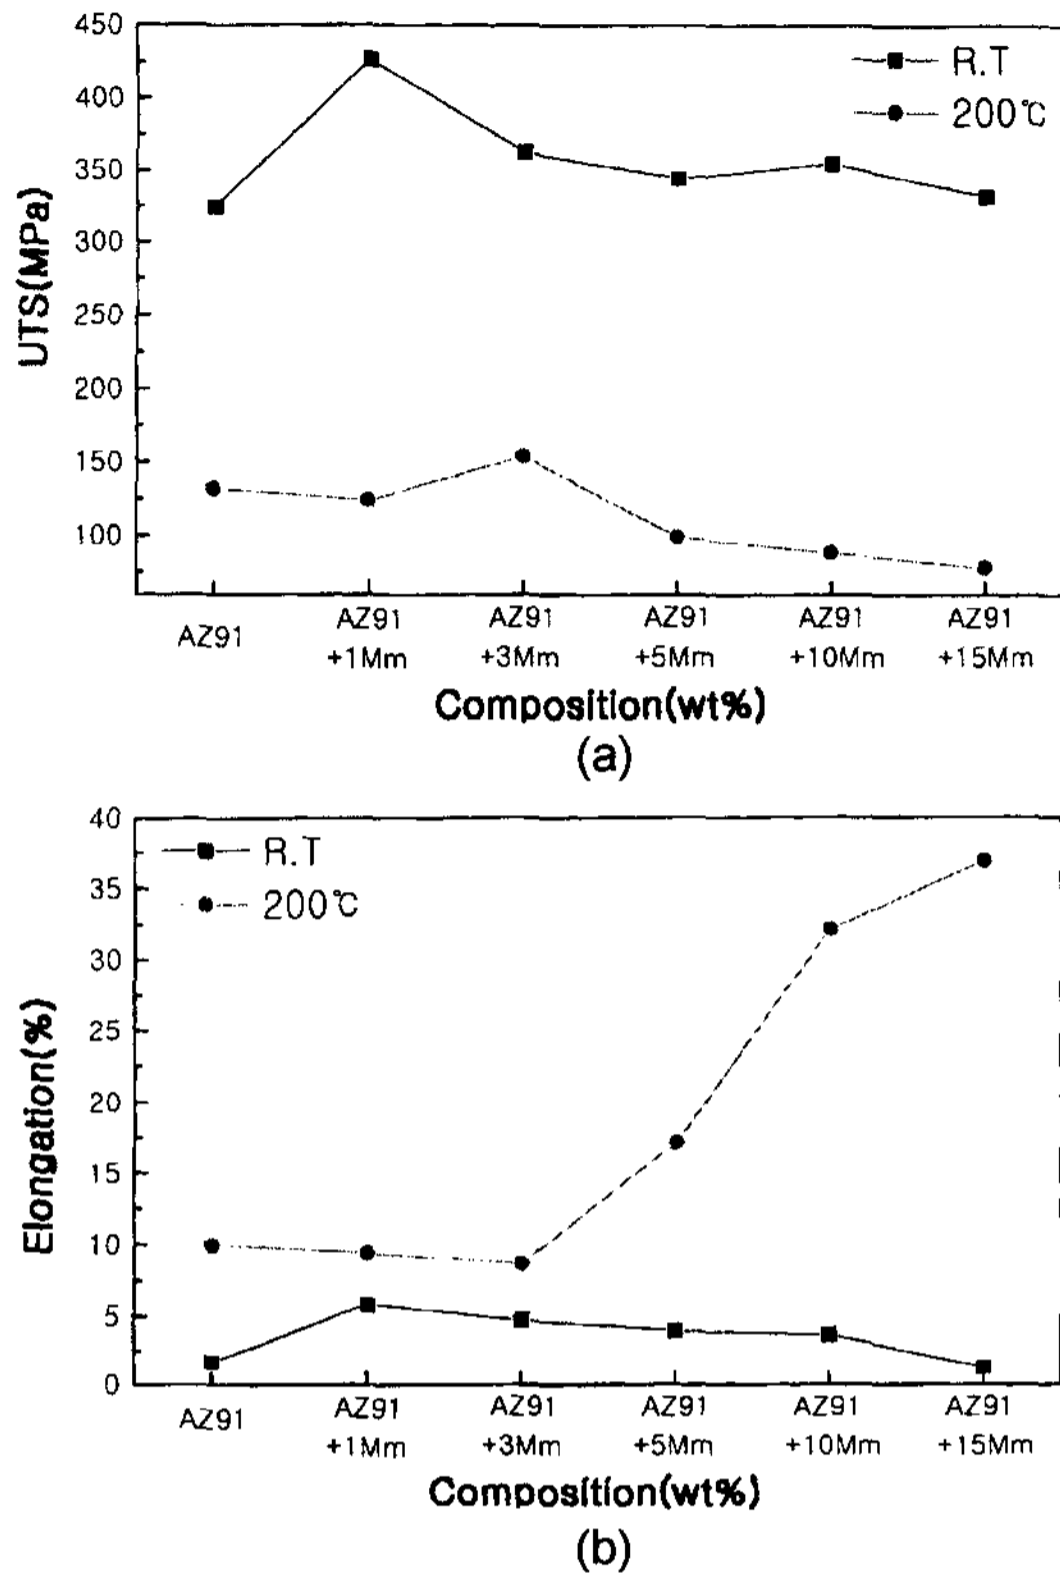 450
400
350
300
250
200
150
100
UTS(MPa)
R.T
200℃
AZ91
AZ91
+1Mm
AZ91
+3Mm
AZ91
+5Mm
AZ91
+10Mm
AZ91
+15Mm
Composition(wt%)
(a)
40
35
30
25
20
15
10
5
0
Elongation(%)
R.T
200℃
AZ91
AZ91
+1Mm
AZ91
+3Mm
AZ91
+5Mm
AZ91
+10Mm
AZ91
+15Mm
Composition(wt%)
(b)